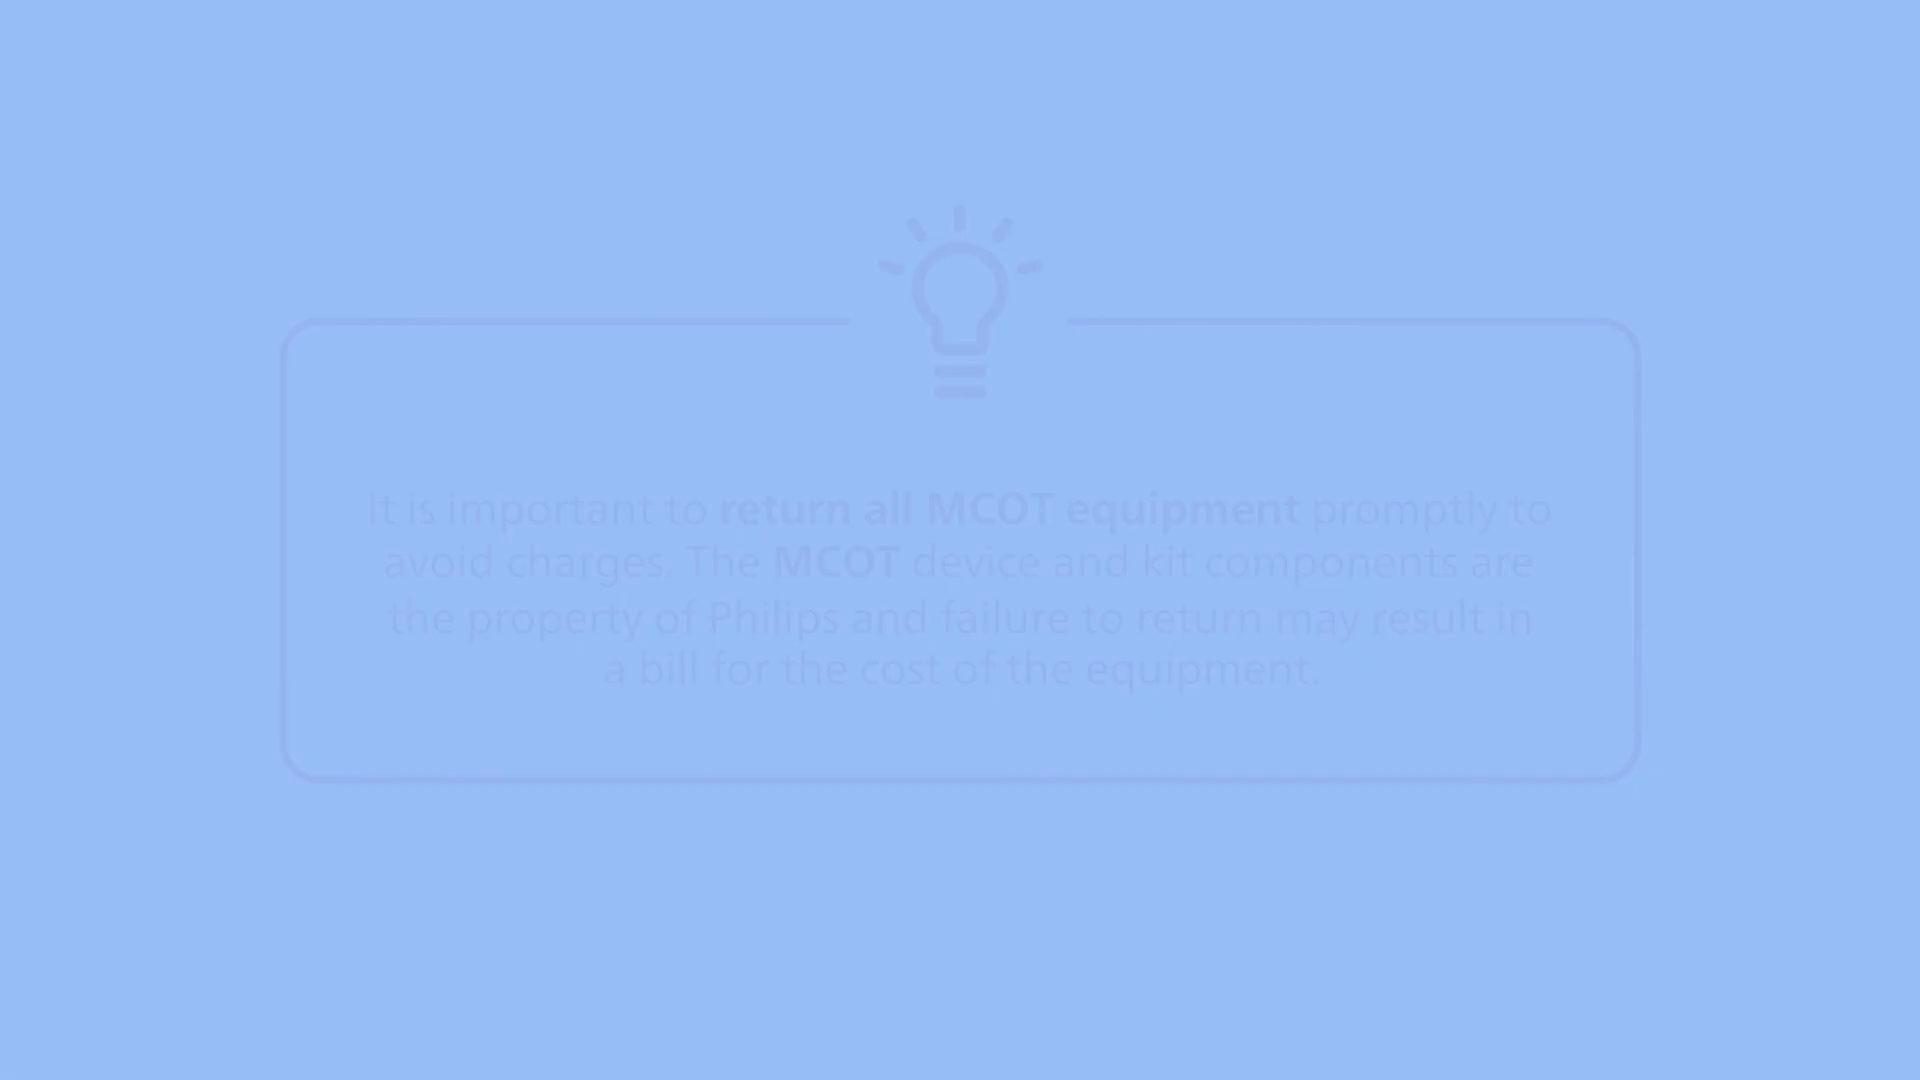 It is important to return all MCOT equipment promptly to
avoid charges. The MCOT device and kit components are
the property of Philips and failure to return may result in
a bill for the cost of the equipment.